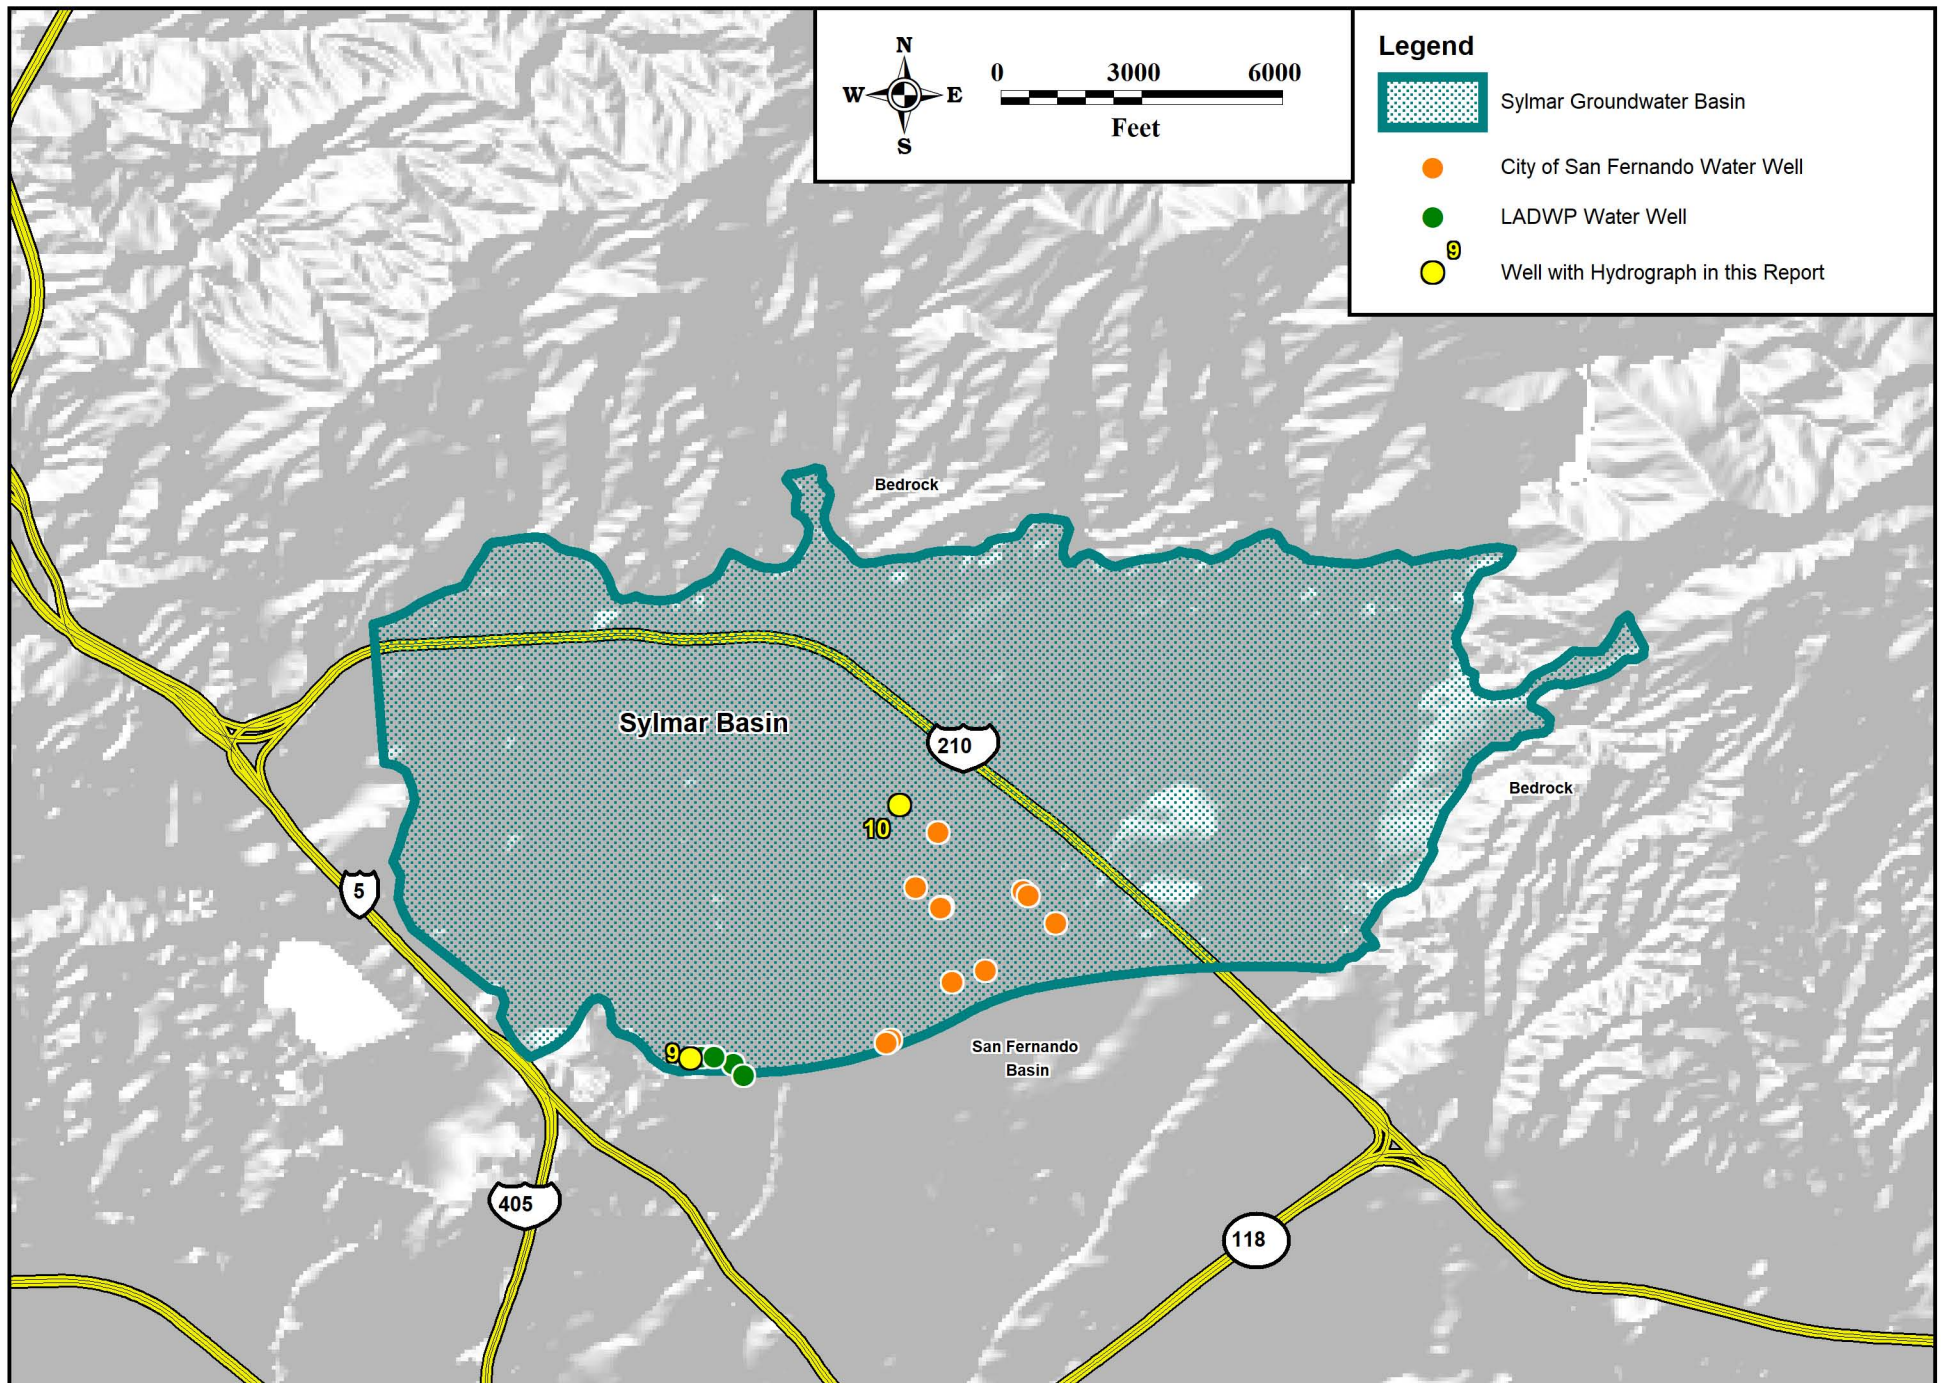 N
W E
S
0 3000 6000
Feet
Legend
Sylmar Groundwater Basin
City of San Fernando Water Well
LADWP Water Well
9
Well with Hydrograph in this Report
Bedrock
Sylmar Basin
210
Bedrock
10
5
9
San Fernando
Basin
405
118